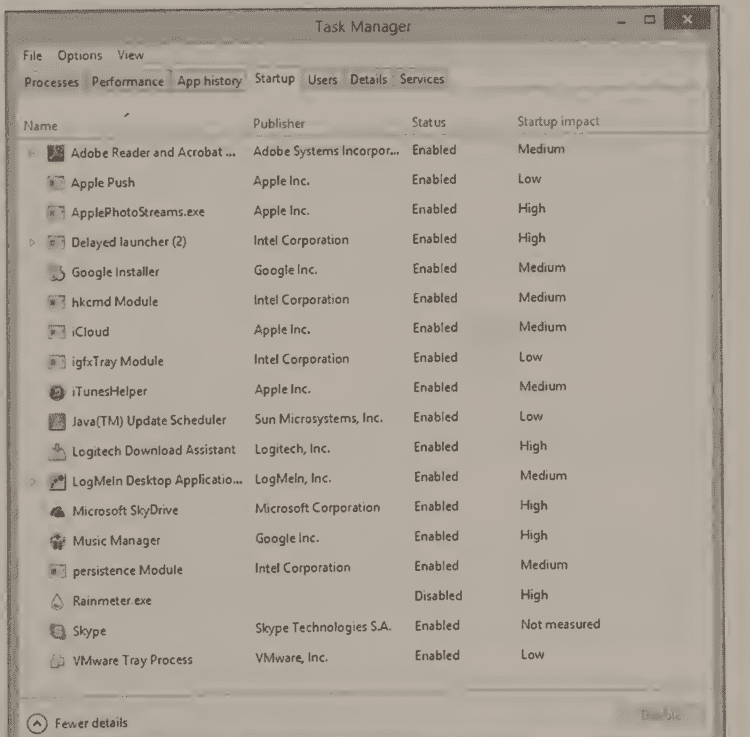 Task Manager
File Options View
Processes Performance App history Startup Users Details Services
Name Publisher Status Startup impact
Adobe Reader and Acrobat ... Adobe Systems Incorpor... Enabled Medium
Apple Push Apple Inc. Enabled Low
ApplePhotoStreams.exe Apple Inc. Enabled High
Delayed launcher (2) Intel Corporation Enabled High
Google Installer Google Inc. Enabled Medium
hkcmd Module Intel Corporation Enabled Medium
iCloud Apple Inc. Enabled Medium
igfxTray Module Intel Corporation Enabled Low
iTunesHelper Apple Inc. Enabled Medium
Java(TM) Update Scheduler Sun Microsystems, Inc. Enabled Low
Logitech Download Assistant Logitech, Inc. Enabled High
LogMeIn Desktop Applicatio... LogMeIn, Inc. Enabled Medium
Microsoft SkyDrive Microsoft Corporation Enabled High
Music Manager Google Inc. Enabled High
persistence Module Intel Corporation Enabled Medium
Rainmeter.exe Disabled High
Skype Skype Technologies S.A. Enabled Not measured
VMware Tray Process VMware, Inc. Enabled Low
Fewer details
Disable